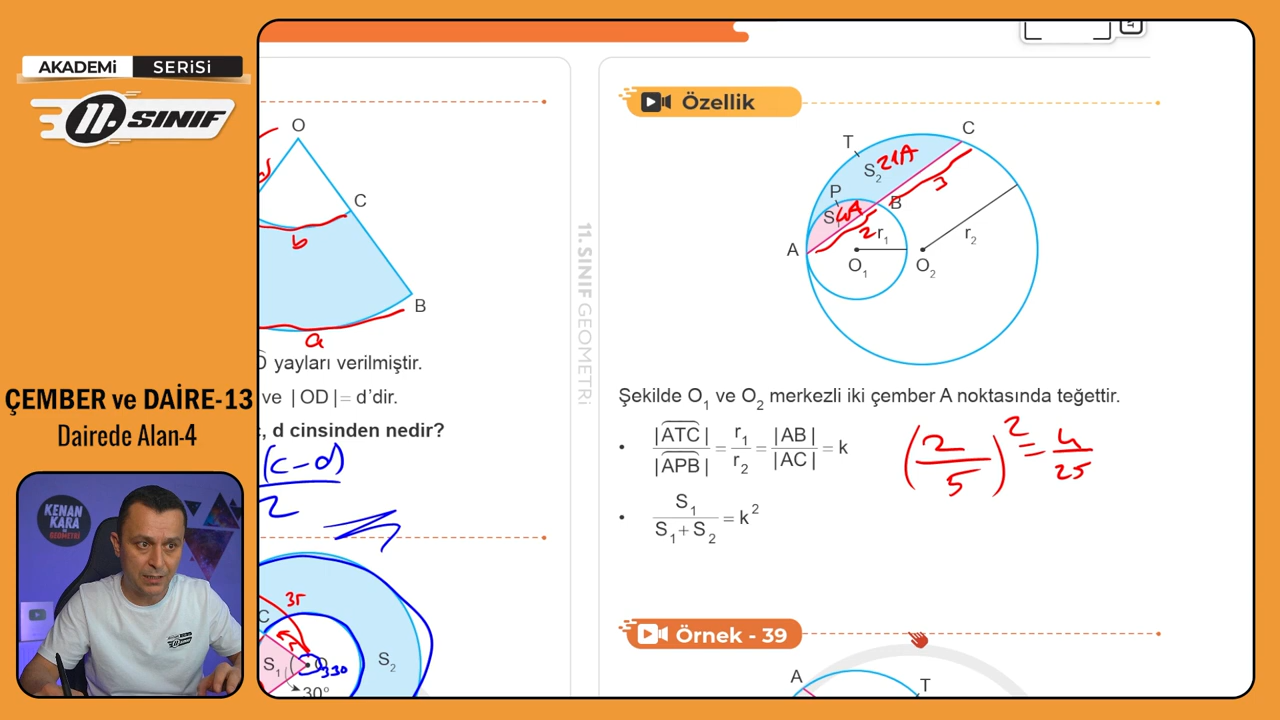 AKADEMİ SERİSİ
11. SINIF
ÇEMBER ve DAİRE-13
Dairede Alan-4
KENAN
KARA
GEOMETRİ
O
C
b
B
a
yayları verilmiştir.
ve |OD|= d'dir.
, d cinsinden nedir?
(c-d)
2
35
C
S₁
O
330
S₂
30°
11. SINIF GEOMETRİ
Özellik
T
C
S₂ 21A
3
P
B
S₁ 4A
2
r₁
r₂
A
O₁
O₂
Şekilde O₁ ve O₂ merkezli iki çember A noktasında teğettir.
• |ATC| / |APB| = r₁ / r₂ = |AB| / |AC| = k
(2/5)² = 4/25
• S₁ / (S₁+S₂) = k²
Örnek - 39
A
T